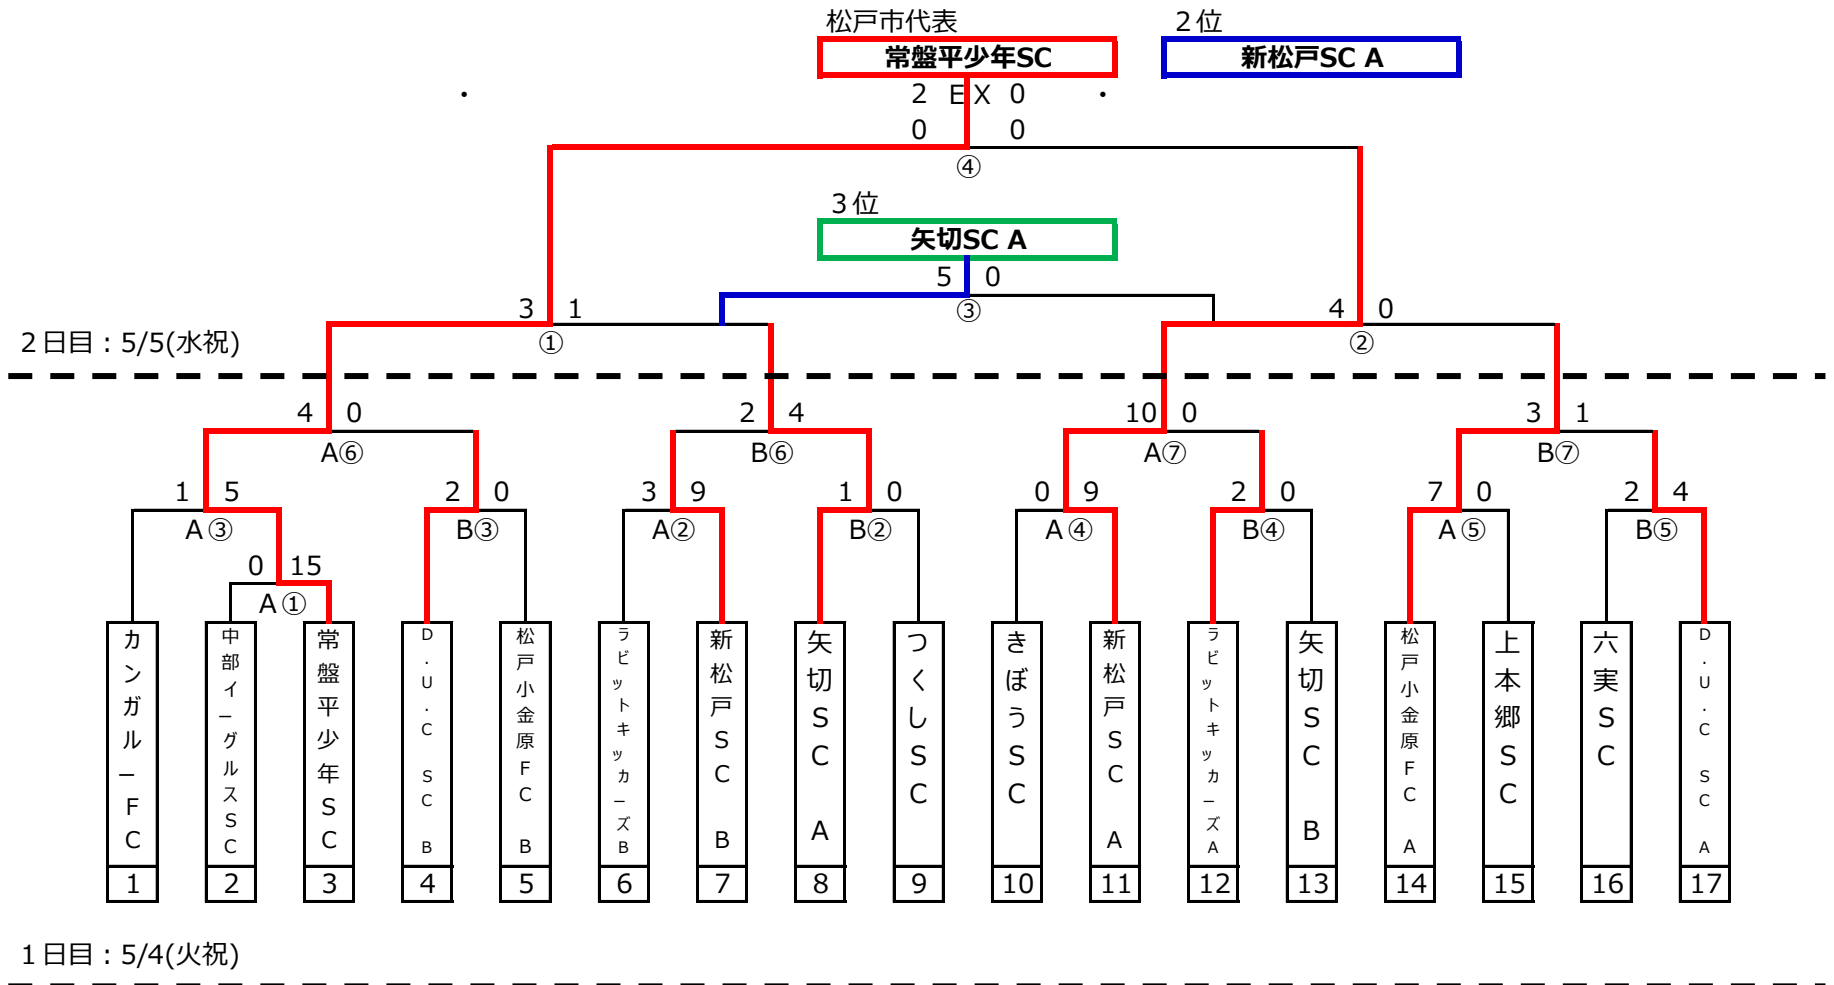 松戸市代表
２位
常盤平少年SC
新松戸SC A
・
2 EX 0
・
0 0
④
３位
矢切SC A
5 0
③
3 1
4 0
①
②
２日目：5/5(水祝)
4 0
2 4
10 0
3 1
A⑥
B⑥
A⑦
B⑦
1 5
2 0
3 9
1 0
0 9
2 0
7 0
2 4
A③
B③
A②
B②
A④
B④
A⑤
B⑤
0 15
A①
カンガルーFC
中部イーグルスSC
常盤平少年SC
D.U.C SC B
松戸小金原FC B
ラビットキッカーズB
新松戸SC B
矢切SC A
つくしSC
きぼうSC
新松戸SC A
ラビットキッカーズA
矢切SC B
松戸小金原FC A
上本郷SC
六実SC
D.U.C SC A
1 2 3 4 5 6 7 8 9 10 11 12 13 14 15 16 17
１日目：5/4(火祝)